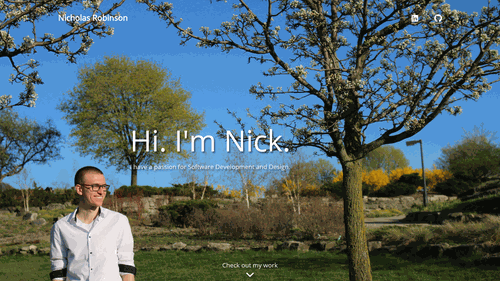 Nicholas Robinson
Hi. I'm Nick.
I have a passion for Software Development and Design.
Check out my work